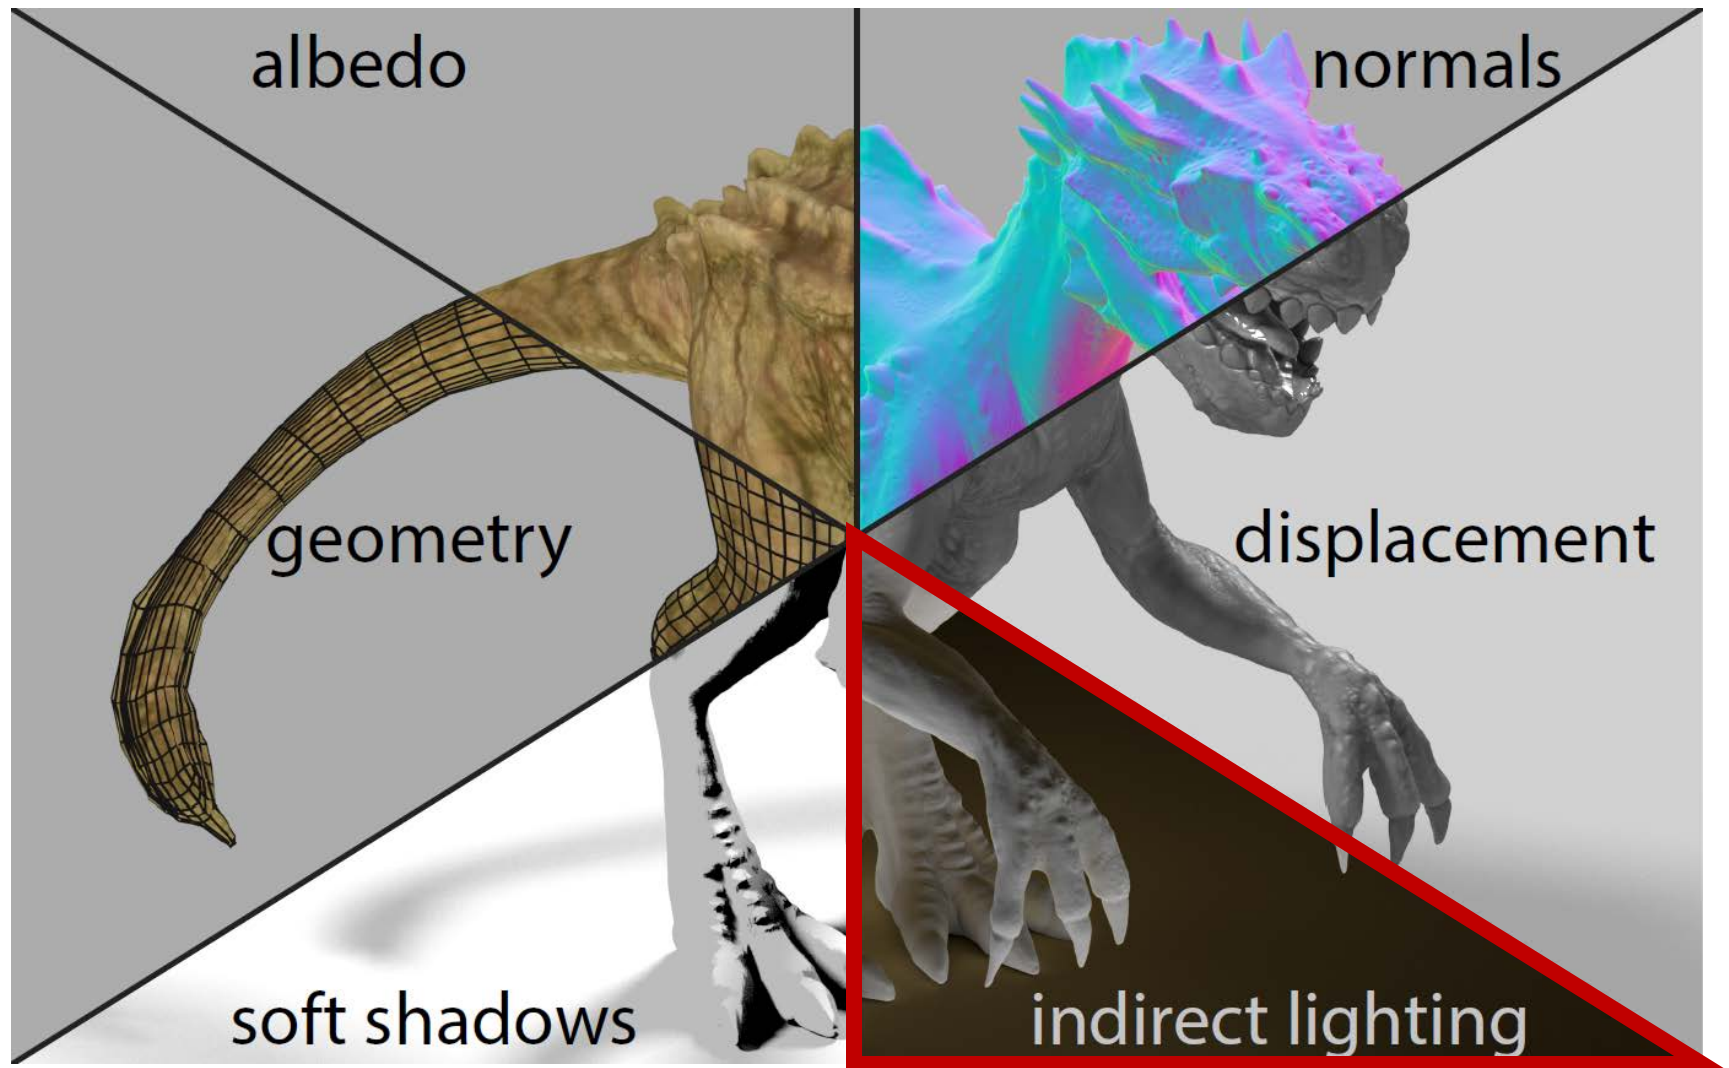 albedo
normals
geometry
displacement
soft shadows
indirect lighting